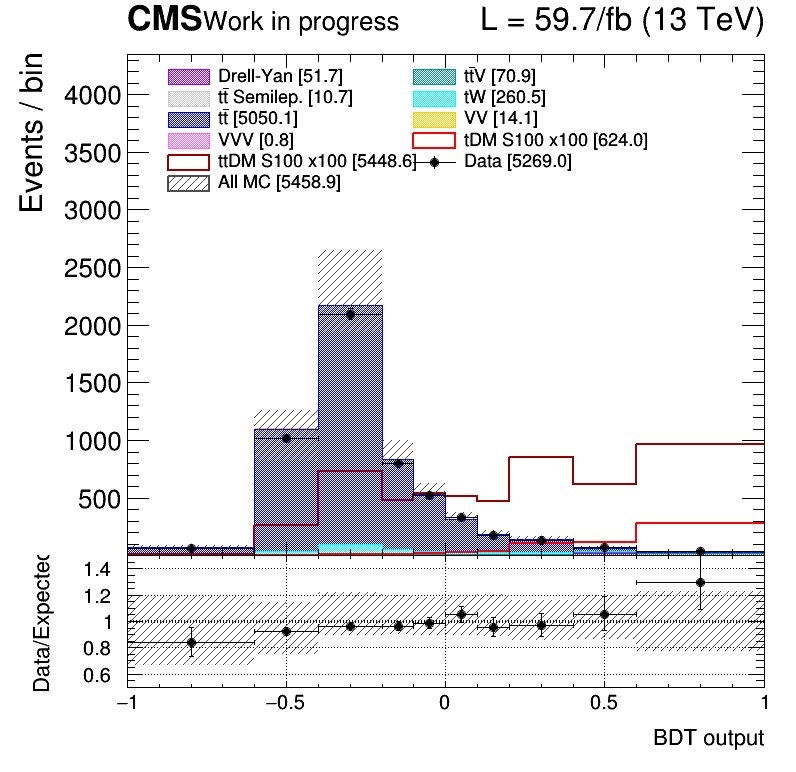 CMS Work in progress L = 59.7/fb (13 TeV)
Events / bin
Drell-Yan [51.7] tt̄V [70.9]
tt̄ Semilep. [10.7] tW [260.5]
tt̄ [5050.1] VV [14.1]
VVV [0.8] tDM S100 x100 [624.0]
ttDM S100 x100 [5448.6] Data [5269.0]
All MC [5458.9]
4000
3500
3000
2500
2000
1500
1000
500
Data/Expected
1.4
1.2
1
0.8
0.6
−1 −0.5 0 0.5 1
BDT output